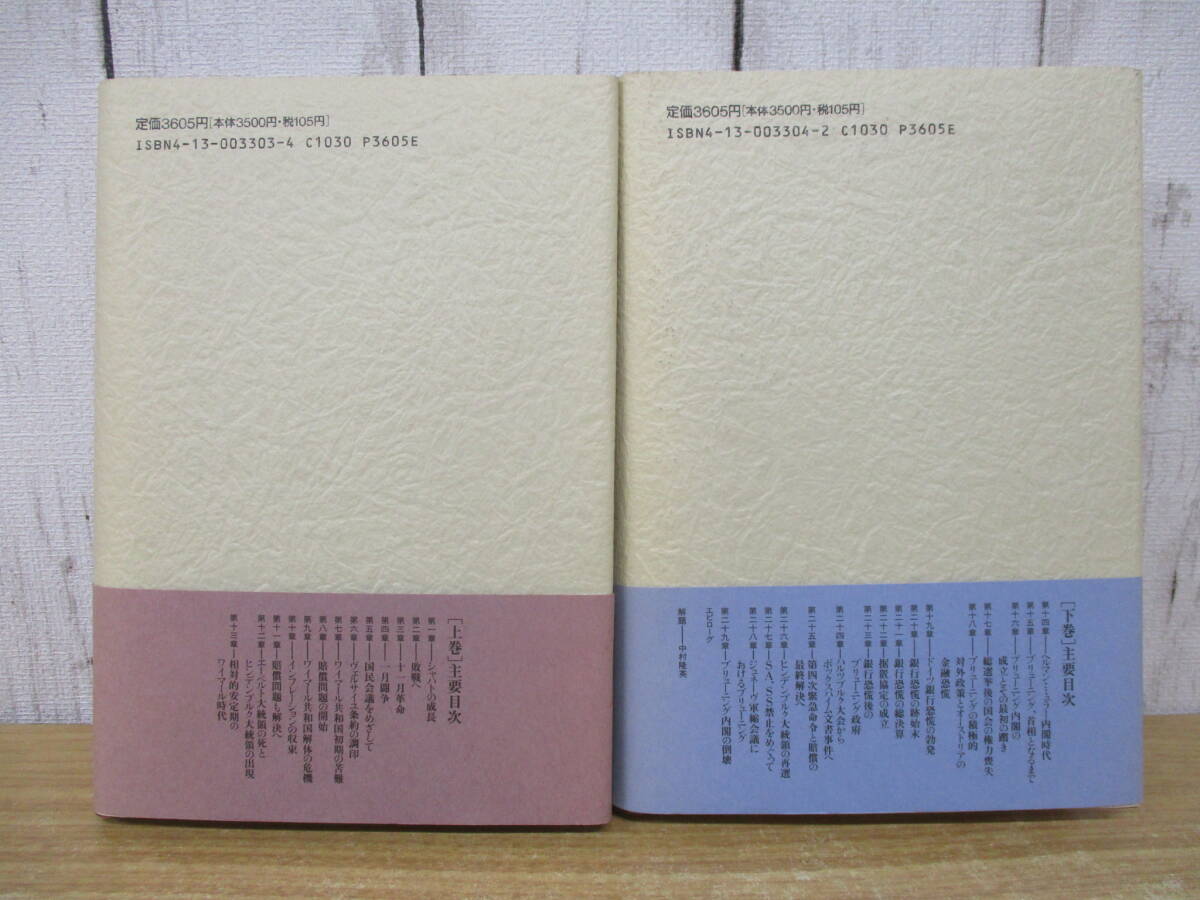 定価3605円[本体3500円・税105円]
ISBN4-13-003303-4 C1030 P3605E
[上巻]主要目次
第一章――シャハトの成長
第二章――敗戦へ
第三章――十一月革命
第四章――一月闘争
第五章――国民会議をめざして
第六章――ヴェルサイユ条約の調印
第七章――ワイマール共和国初期の苦難
第八章――賠償問題の開始
第九章――ワイマール共和国解体の危機
第十章――インフレーションの収束
第十一章――賠償問題も解決へ
第十二章――エーベルト大統領の死と
ヒンデンブルク大統領の出現
第十三章――相対的安定期の
ワイマール時代
定価3605円[本体3500円・税105円]
ISBN4-13-003304-2 C1030 P3605E
[下巻]主要目次
第十四章――ヘルマン・ミュラー内閣時代
第十五章――ブリューニング、首相となるまで
第十六章――ブリューニング内閣の
成立とその最初の躓き
第十七章――総選挙後の国会の権力喪失
第十八章――ブリューニングの積極的
対外政策とオーストリアの
金融恐慌
第十九章――ドイツ銀行恐慌の勃発
第二十章――銀行恐慌の跡始末
第二十一章――銀行恐慌の総決算
第二十二章――据置協定の成立
第二十三章――銀行恐慌後の
ブリューニング政府
第二十四章――ハルツブルク大会から
ボックスハイム文書事件へ
第二十五章――第四次緊急命令と賠償の
最終解決へ
第二十六章――ヒンデンブルク大統領の再選
第二十七章――SA、SS禁止をめぐって
第二十八章――ジュネーヴ軍縮会議に
おけるブリューニング
第二十九章――ブリューニング内閣の倒壊
エピローグ
解題――中村隆英